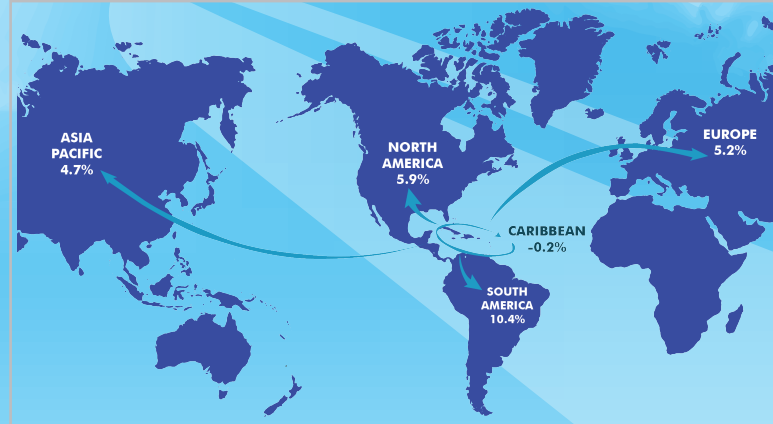 ASIA
PACIFIC
4.7%
NORTH
AMERICA
5.9%
EUROPE
5.2%
CARIBBEAN
-0.2%
SOUTH
AMERICA
10.4%